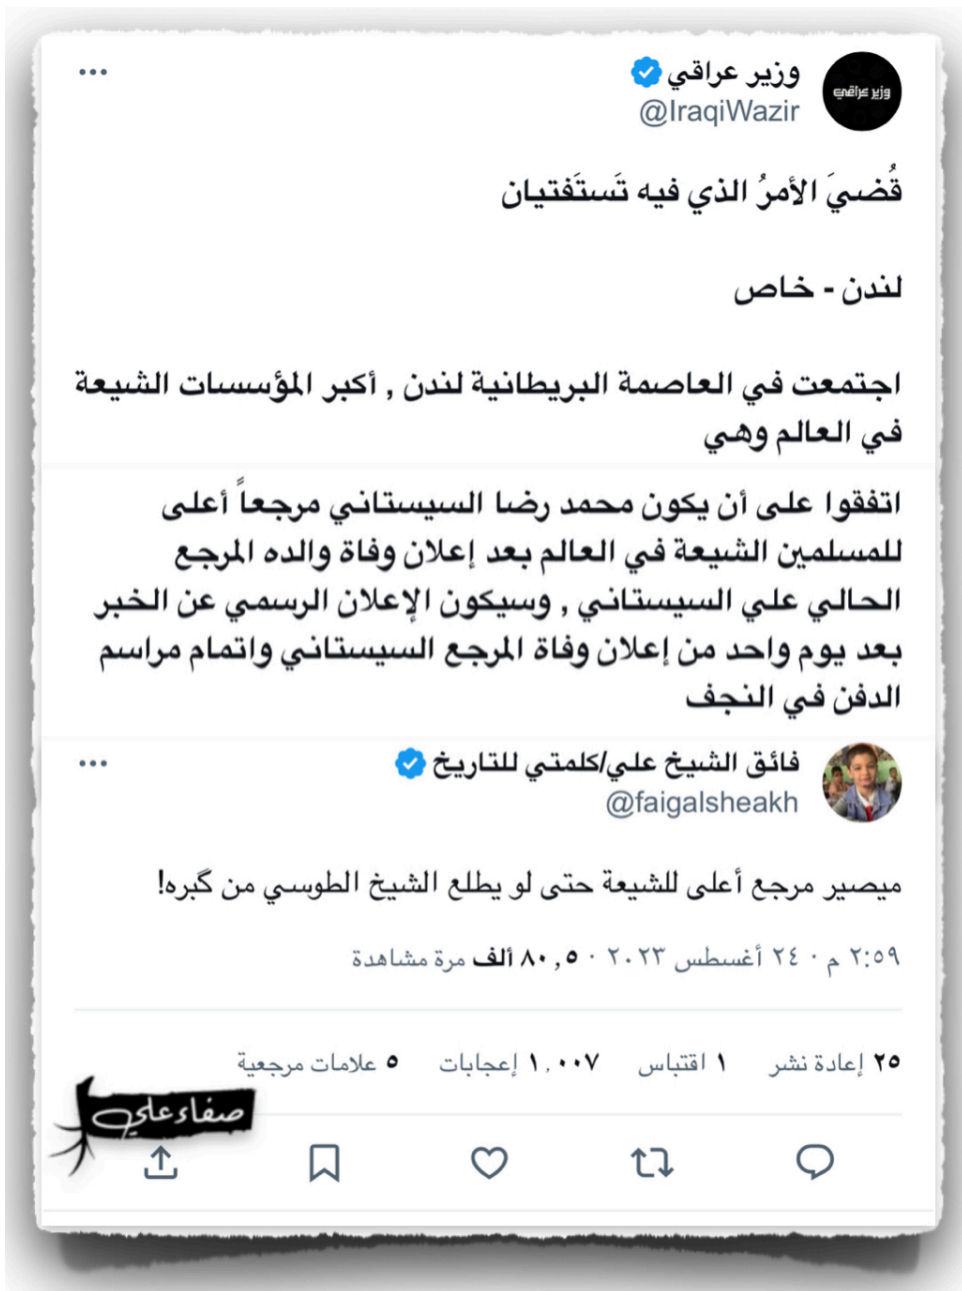 وزير عراقي
@IraqiWazir
وزير عراقي
قُضيَ الأمرُ الذي فيه تَستَفتيان
لندن - خاص
اجتمعت في العاصمة البريطانية لندن , أكبر المؤسسات الشيعة
في العالم وهي
اتفقوا على أن يكون محمد رضا السيستاني مرجعاً أعلى
للمسلمين الشيعة في العالم بعد إعلان وفاة والده المرجع
الحالي علي السيستاني , وسيكون الإعلان الرسمي عن الخبر
بعد يوم واحد من إعلان وفاة المرجع السيستاني واتمام مراسم
الدفن في النجف
فائق الشيخ علي/كلمتي للتاريخ
@faigalsheakh
ميصير مرجع أعلى للشيعة حتى لو يطلع الشيخ الطوسي من گبره!
٢:٥٩ م · ٢٤ أغسطس ٢٠٢٣ · ٨٠,٥ ألف مرة مشاهدة
٢٥ إعادة نشر ١ اقتباس ١,٠٠٧ إعجابات ٥ علامات مرجعية
صفاء علي